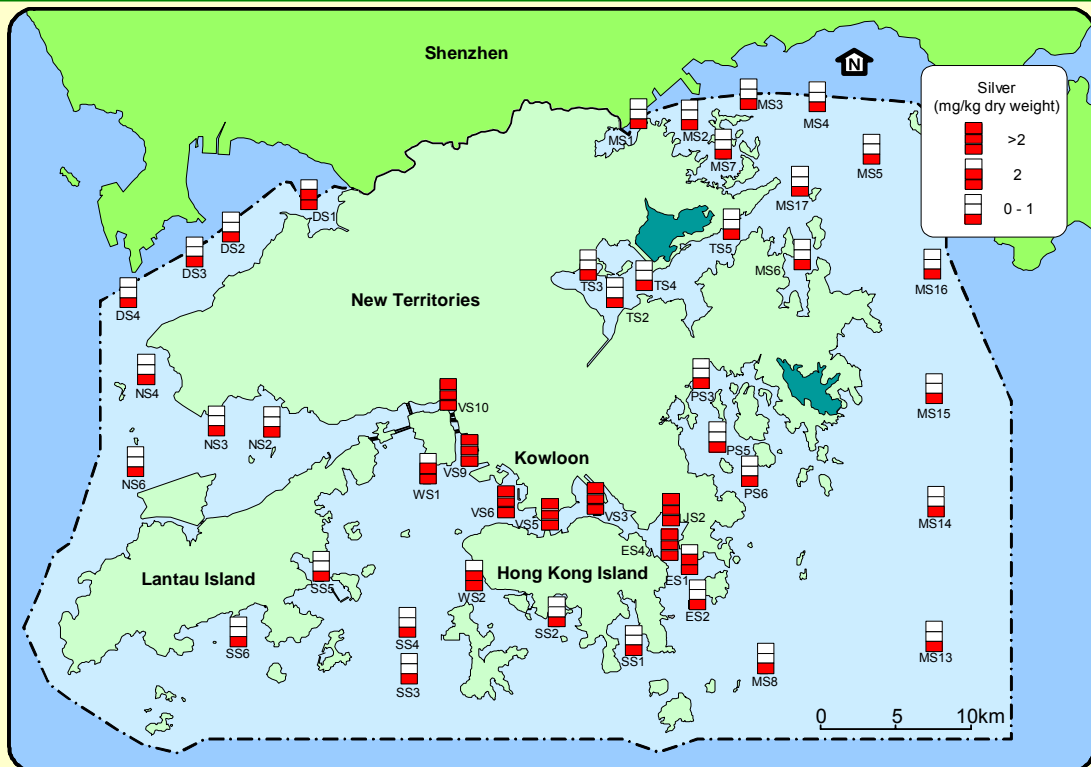 Shenzhen
N
Silver
(mg/kg dry weight)
>2
2
0 - 1
MS1
MS2
MS3
MS4
MS7
MS5
MS17
DS1
DS2
DS3
DS4
TS5
TS3
TS4
TS2
MS6
MS16
New Territories
NS4
NS3
NS2
NS6
VS10
VS9
WS1
Kowloon
PS3
PS5
PS6
MS15
MS14
VS6
VS5
VS3
JS2
ES4
ES1
ES2
Lantau Island
Hong Kong Island
SS5
WS2
SS2
SS1
SS6
SS4
SS3
MS8
MS13
0 5 10km